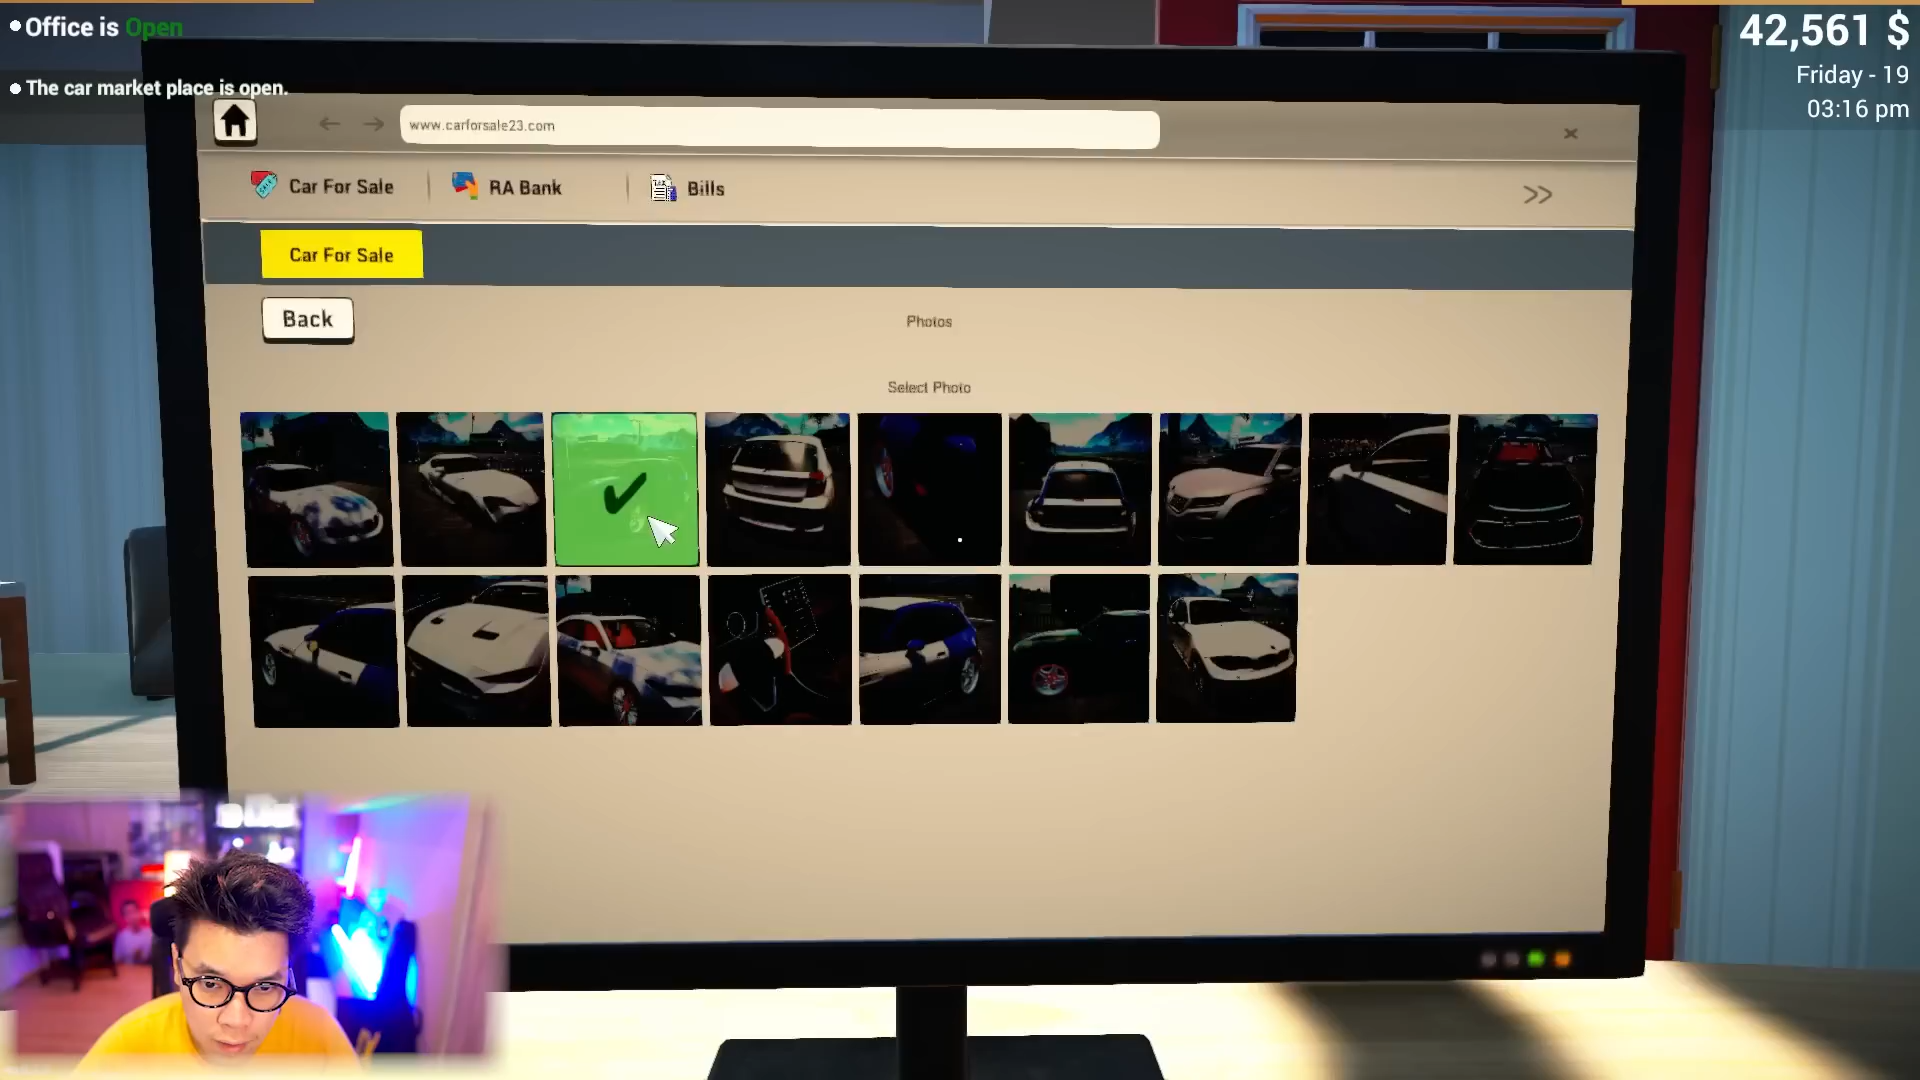 Office is Open
The car market place is open.
42,561 $
Friday - 19
03:16 pm
www.carforsale23.com
Car For Sale
RA Bank
Bills
>>
Car For Sale
Back
Photos
Select Photo